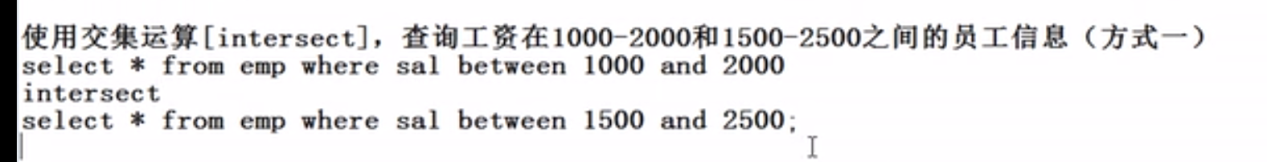 使用交集运算[intersect]，查询工资在1000-2000和1500-2500之间的员工信息（方式一）
select * from emp where sal between 1000 and 2000
intersect
select * from emp where sal between 1500 and 2500;